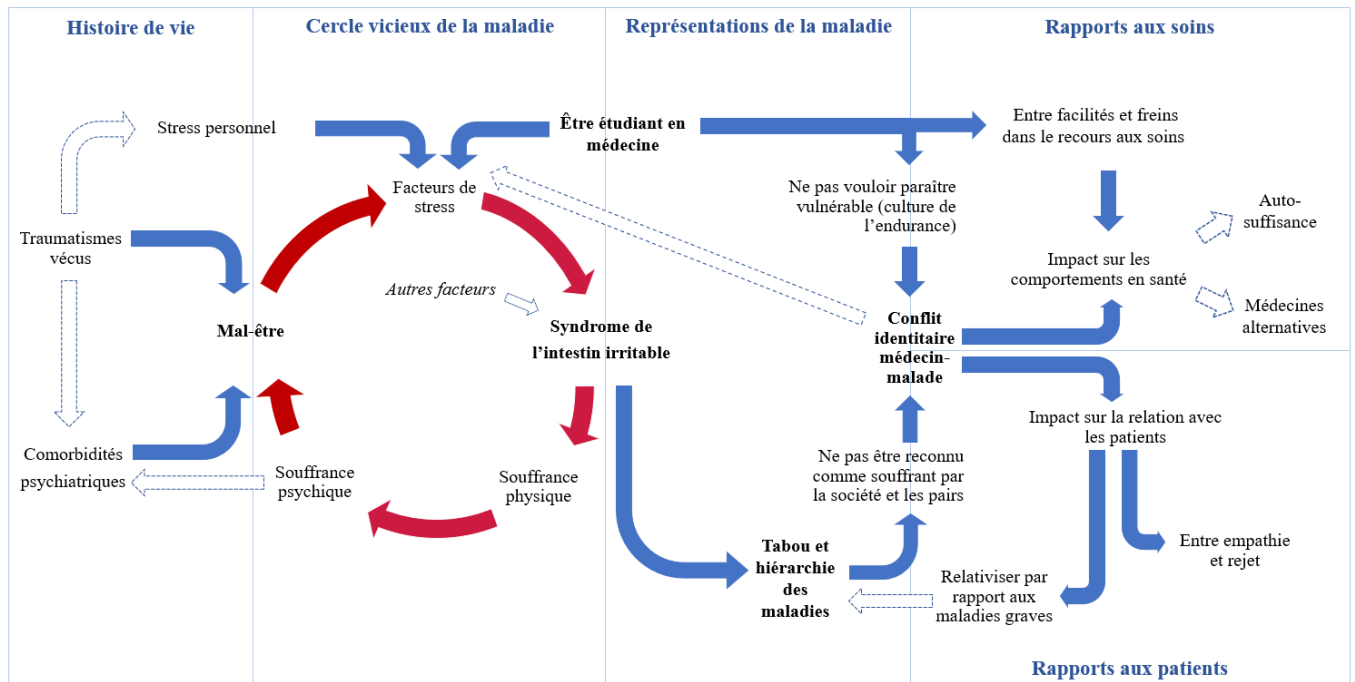 Histoire de vie
Cercle vicieux de la maladie
Représentations de la maladie
Rapports aux soins
Stress personnel
Être étudiant en
médecine
Entre facilités et freins
dans le recours aux soins
Facteurs de
stress
Ne pas vouloir paraître
vulnérable (culture de
l’endurance)
Auto-
suffisance
Traumatismes
vécus
Impact sur les
comportements en santé
Autres facteurs
Médecines
alternatives
Mal-être
Syndrome de
l’intestin irritable
Conflit
identitaire
médecin-
malade
Impact sur la relation avec
les patients
Comorbidités
psychiatriques
Souffrance
psychique
Souffrance
physique
Ne pas être reconnu
comme souffrant par
la société et les pairs
Entre empathie
et rejet
Tabou et
hiérarchie
des
maladies
Relativiser par
rapport aux
maladies graves
Rapports aux patients